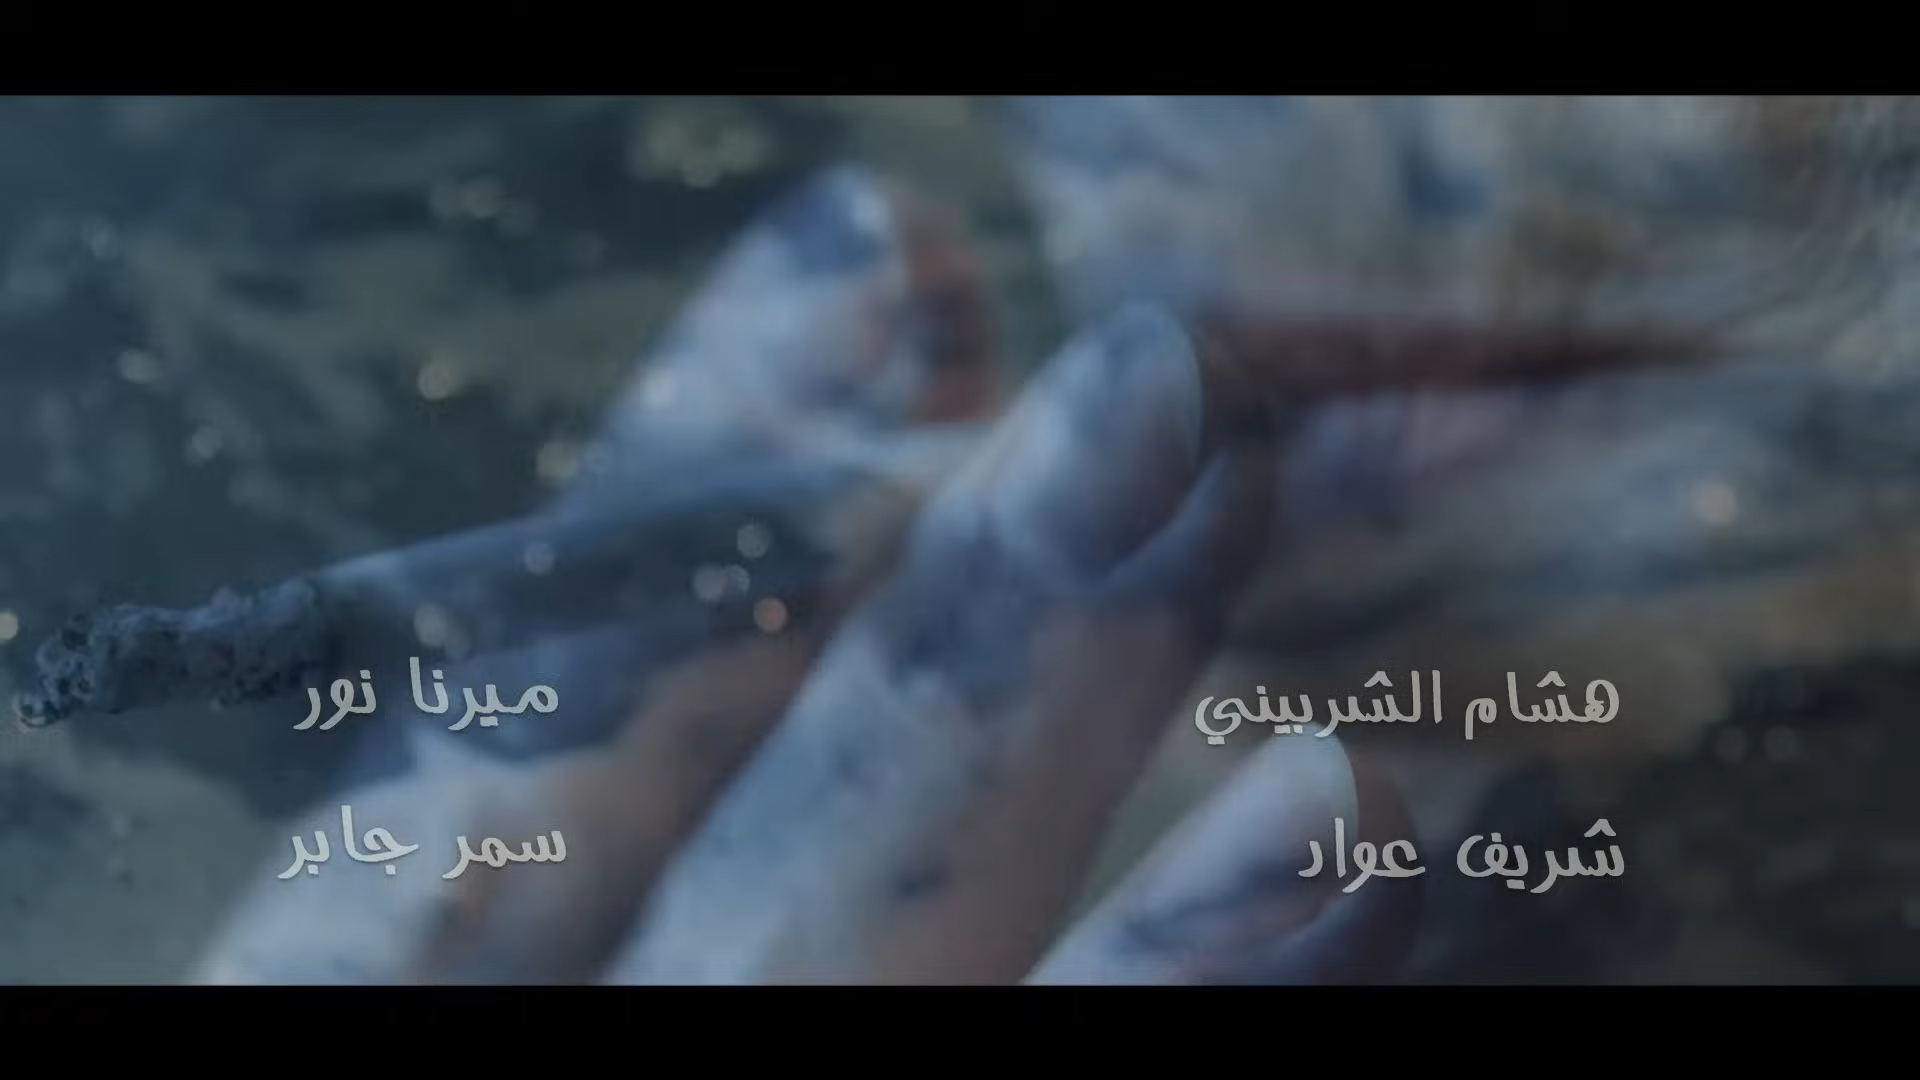 هشام الشربيني
ميرنا نور
شريف عواد
سمر جابر